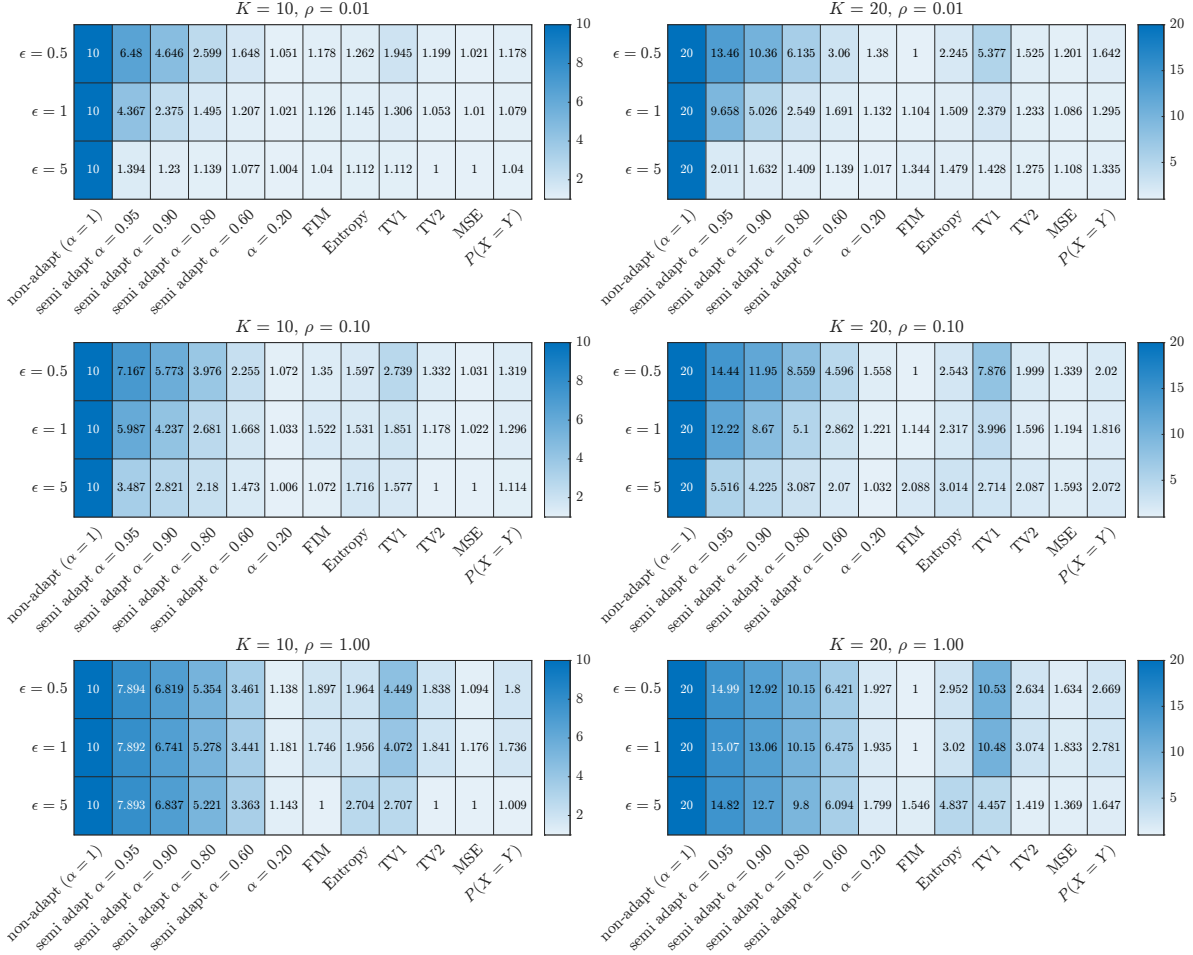 K = 10, ρ = 0.01
ϵ = 0.5 10 6.48 4.646 2.599 1.648 1.051 1.178 1.262 1.945 1.199 1.021 1.178
ϵ = 1 10 4.367 2.375 1.495 1.207 1.021 1.126 1.145 1.306 1.053 1.01 1.079
ϵ = 5 10 1.394 1.23 1.139 1.077 1.004 1.04 1.112 1.112 1 1 1.04
non-adapt (α = 1)
semi adapt α = 0.95
semi adapt α = 0.90
semi adapt α = 0.80
semi adapt α = 0.60
α = 0.20
FIM
Entropy
TV1
TV2
MSE
P(X = Y)
10
8
6
4
2
K = 20, ρ = 0.01
ϵ = 0.5 20 13.46 10.36 6.135 3.06 1.38 1 2.245 5.377 1.525 1.201 1.642
ϵ = 1 20 9.658 5.026 2.549 1.691 1.132 1.104 1.509 2.379 1.233 1.086 1.295
ϵ = 5 20 2.011 1.632 1.409 1.139 1.017 1.344 1.479 1.428 1.275 1.108 1.335
non-adapt (α = 1)
semi adapt α = 0.95
semi adapt α = 0.90
semi adapt α = 0.80
semi adapt α = 0.60
α = 0.20
FIM
Entropy
TV1
TV2
MSE
P(X = Y)
20
15
10
5
K = 10, ρ = 0.10
ϵ = 0.5 10 7.167 5.773 3.976 2.255 1.072 1.35 1.597 2.739 1.332 1.031 1.319
ϵ = 1 10 5.987 4.237 2.681 1.668 1.033 1.522 1.531 1.851 1.178 1.022 1.296
ϵ = 5 10 3.487 2.821 2.18 1.473 1.006 1.072 1.716 1.577 1 1 1.114
non-adapt (α = 1)
semi adapt α = 0.95
semi adapt α = 0.90
semi adapt α = 0.80
semi adapt α = 0.60
α = 0.20
FIM
Entropy
TV1
TV2
MSE
P(X = Y)
10
8
6
4
2
K = 20, ρ = 0.10
ϵ = 0.5 20 14.44 11.95 8.559 4.596 1.558 1 2.543 7.876 1.999 1.339 2.02
ϵ = 1 20 12.22 8.67 5.1 2.862 1.221 1.144 2.317 3.996 1.596 1.194 1.816
ϵ = 5 20 5.516 4.225 3.087 2.07 1.032 2.088 3.014 2.714 2.087 1.593 2.072
non-adapt (α = 1)
semi adapt α = 0.95
semi adapt α = 0.90
semi adapt α = 0.80
semi adapt α = 0.60
α = 0.20
FIM
Entropy
TV1
TV2
MSE
P(X = Y)
20
15
10
5
K = 10, ρ = 1.00
ϵ = 0.5 10 7.894 6.819 5.354 3.461 1.138 1.897 1.964 4.449 1.838 1.094 1.8
ϵ = 1 10 7.892 6.741 5.278 3.441 1.181 1.746 1.956 4.072 1.841 1.176 1.736
ϵ = 5 10 7.893 6.837 5.221 3.363 1.143 1 2.704 2.707 1 1 1.009
non-adapt (α = 1)
semi adapt α = 0.95
semi adapt α = 0.90
semi adapt α = 0.80
semi adapt α = 0.60
α = 0.20
FIM
Entropy
TV1
TV2
MSE
P(X = Y)
10
8
6
4
2
K = 20, ρ = 1.00
ϵ = 0.5 20 14.99 12.92 10.15 6.421 1.927 1 2.952 10.53 2.634 1.634 2.669
ϵ = 1 20 15.07 13.06 10.15 6.475 1.935 1 3.02 10.48 3.074 1.833 2.781
ϵ = 5 20 14.82 12.7 9.8 6.094 1.799 1.546 4.837 4.457 1.419 1.369 1.647
non-adapt (α = 1)
semi adapt α = 0.95
semi adapt α = 0.90
semi adapt α = 0.80
semi adapt α = 0.60
α = 0.20
FIM
Entropy
TV1
TV2
MSE
P(X = Y)
20
15
10
5